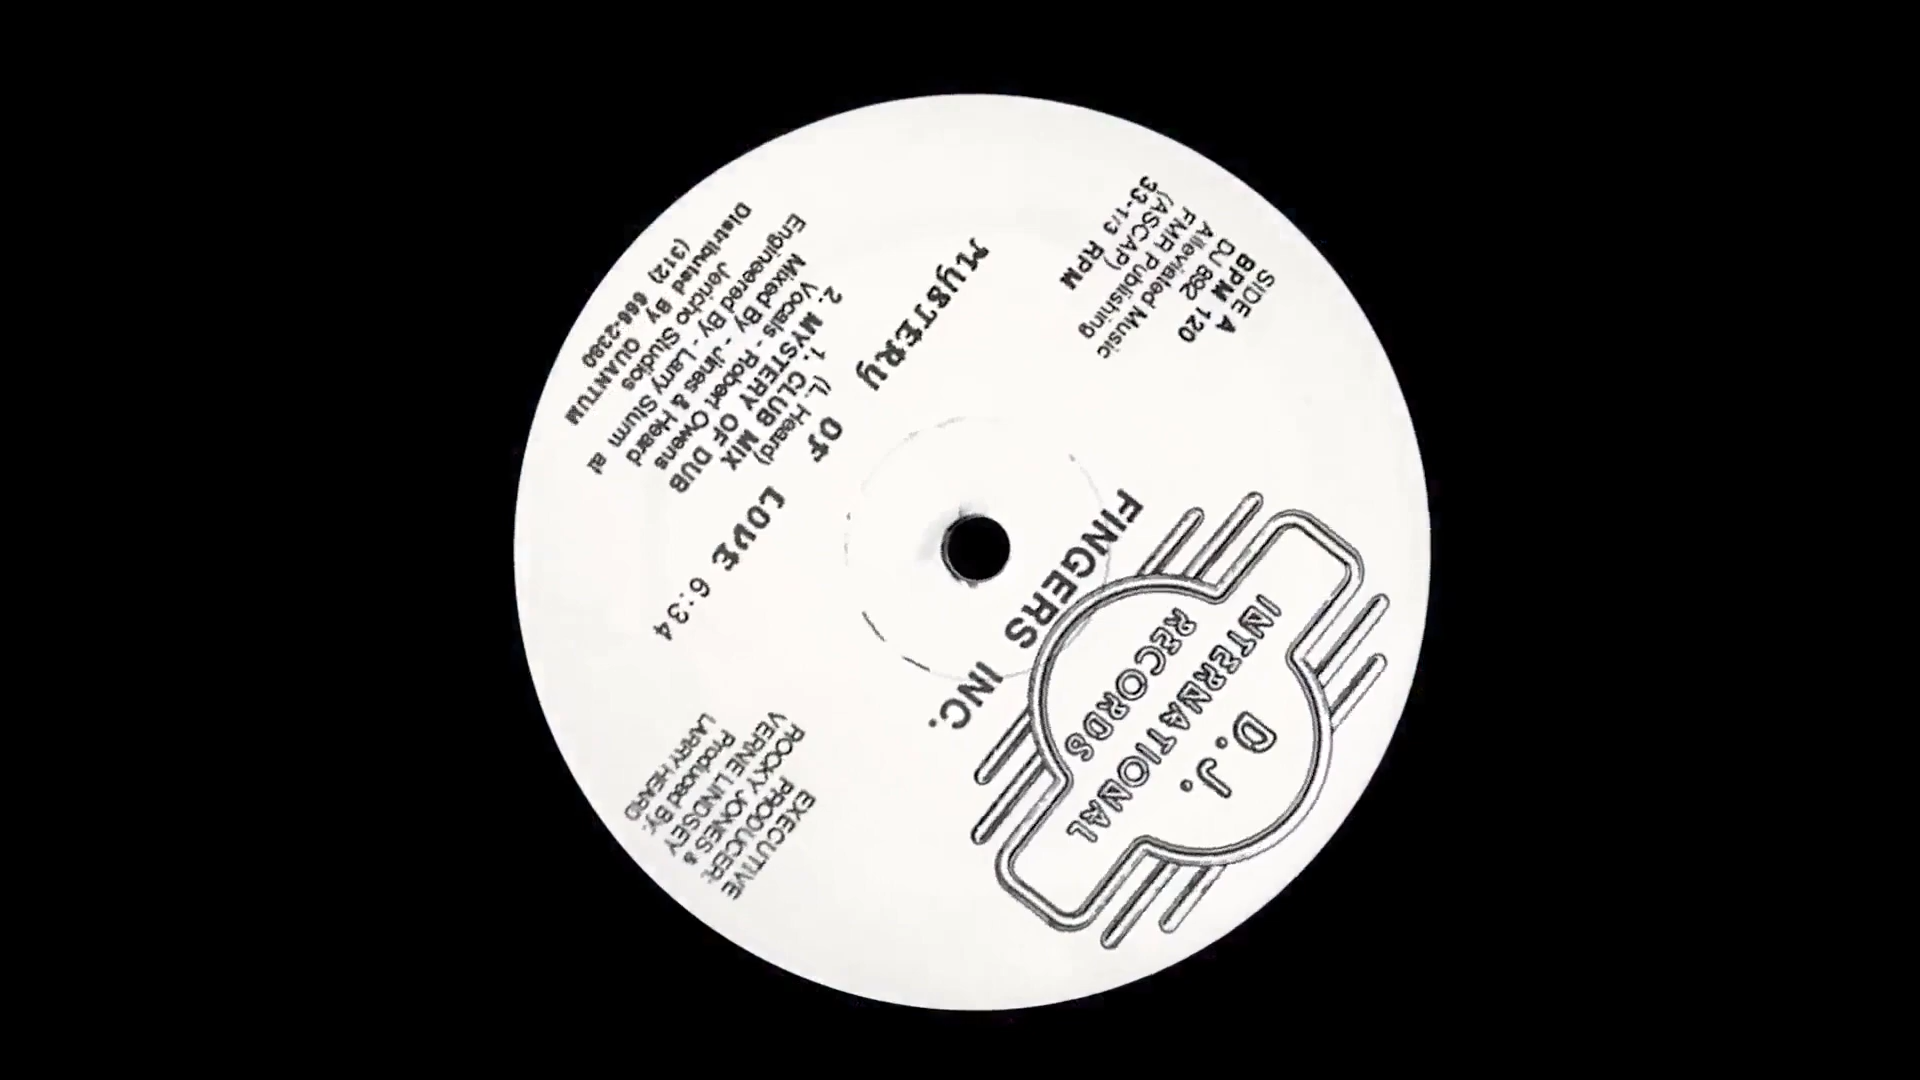 D.J.
INTERNATIONAL
RECORDS
FINGERS INC.
SIDE A
BPM 120
DJ 892
Alleviated Music
FMR Publishing
(ASCAP)
33-1/3 RPM
EXECUTIVE
PRODUCER:
ROCKY JONES &
VERNE LINDSEY
Produced BY:
LARRY HEARD
MYSTERY OF LOVE 6:34
(L. Heard)
1. CLUB MIX
2. MYSTERY OF DUB
Vocals - Robert Owens
Mixed By - Jines & Heard
Engineered By - Larry Sturm at
Jericho Studios
Distributed BY QUANTUM
(312) 666-2380